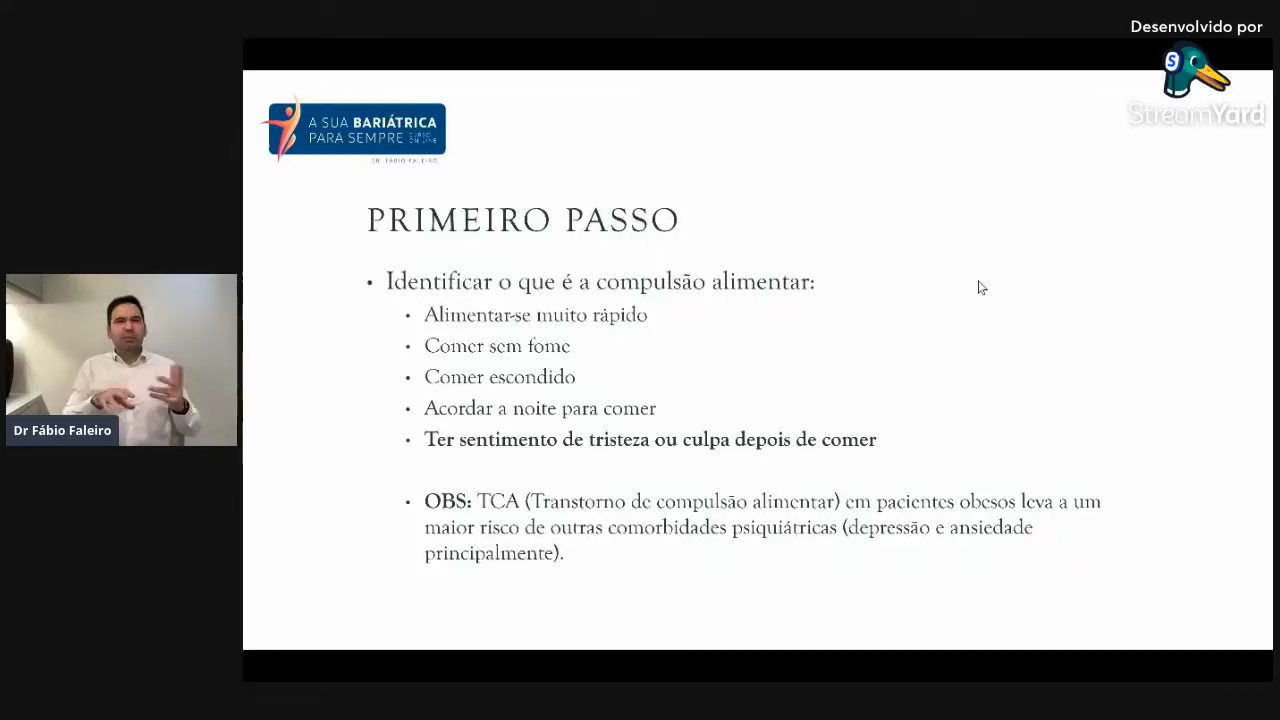 Desenvolvido por
S
StreamYard
A SUA BARIÁTRICA
PARA SEMPRE CURSO ONLINE
DR. FÁBIO FALEIRO
PRIMEIRO PASSO
• Identificar o que é a compulsão alimentar:
• Alimentar-se muito rápido
• Comer sem fome
• Comer escondido
• Acordar a noite para comer
• Ter sentimento de tristeza ou culpa depois de comer
• OBS: TCA (Transtorno de compulsão alimentar) em pacientes obesos leva a um
maior risco de outras comorbidades psiquiátricas (depressão e ansiedade
principalmente).
Dr Fábio Faleiro